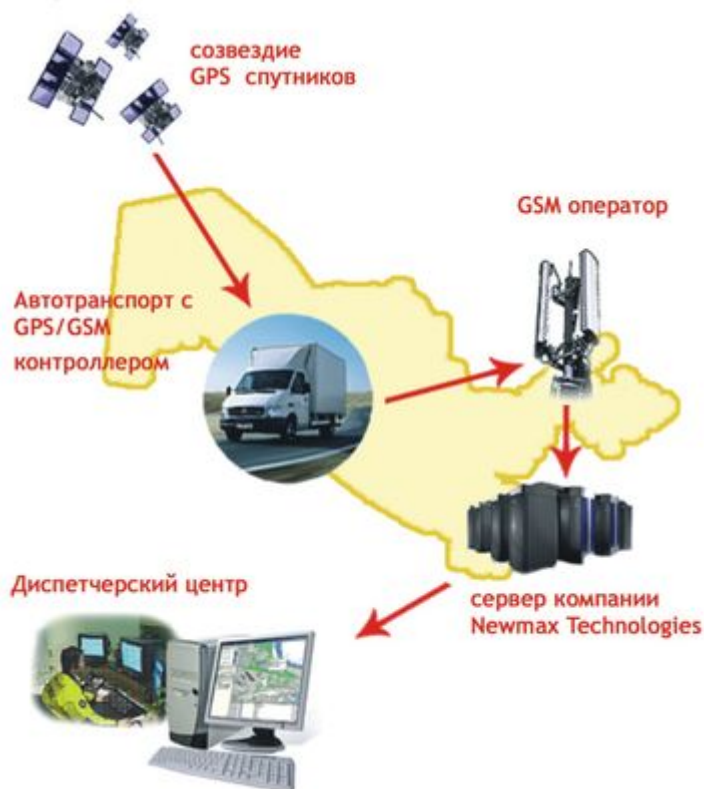 созвездие
GPS спутников
GSM оператор
Автотранспорт с
GPS/GSM
контроллером
Диспетчерский центр
сервер компании
Newmax Technologies